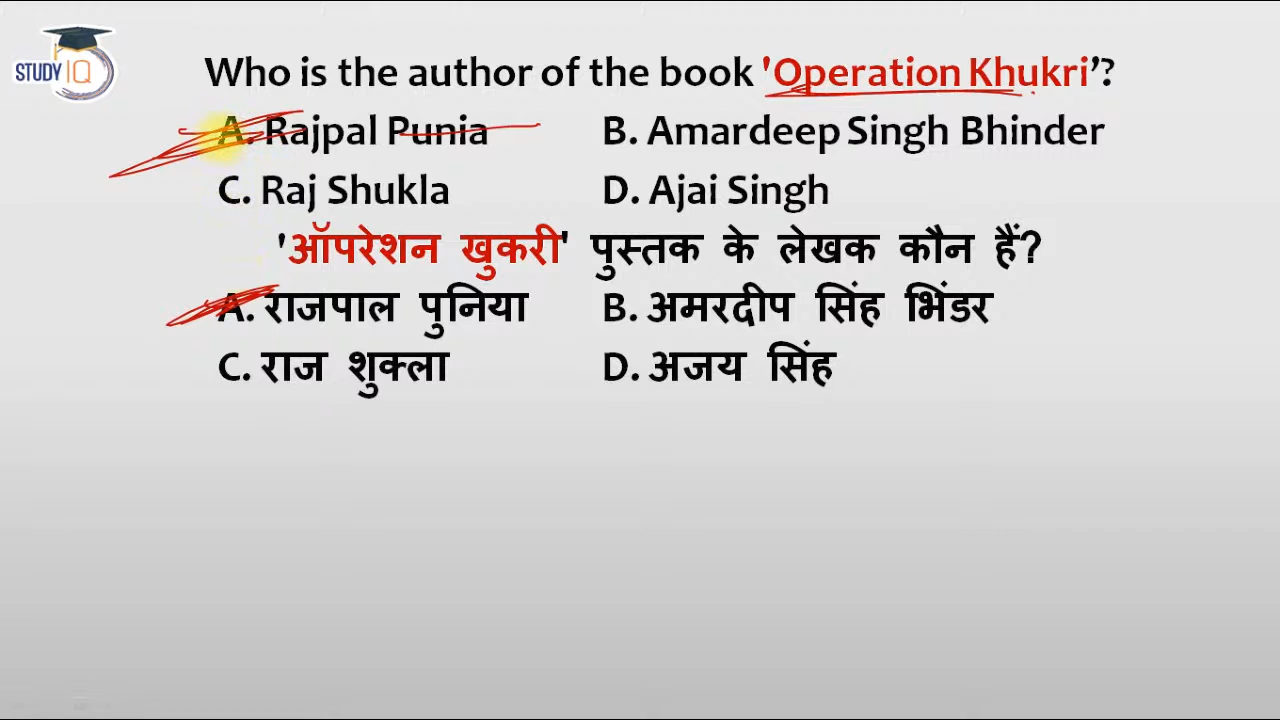 STUDY IQ
Who is the author of the book 'Operation Khukri’?
A. Rajpal Punia B. Amardeep Singh Bhinder
C. Raj Shukla D. Ajai Singh
'ऑपरेशन खुकरी' पुस्तक के लेखक कौन हैं?
A. राजपाल पुनिया B. अमरदीप सिंह भिंडर
C. राज शुक्ला D. अजय सिंह